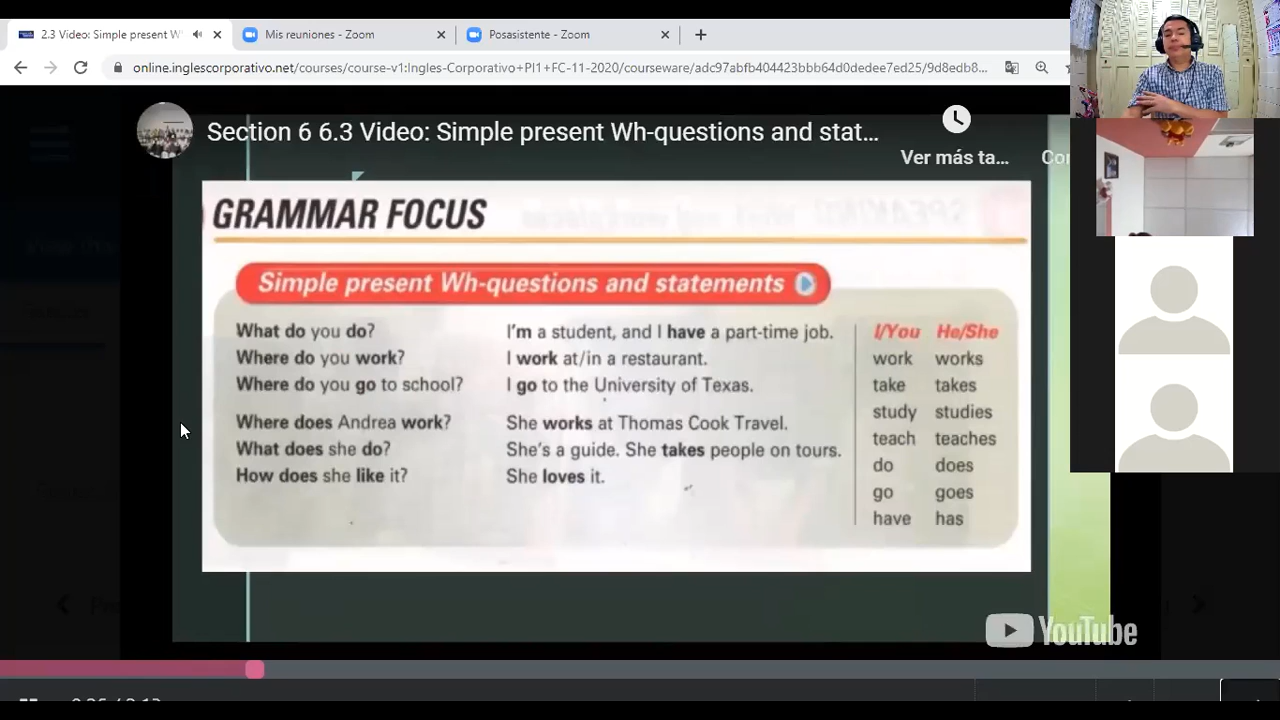 2.3 Video: Simple present W
Mis reuniones - Zoom
Posasistente - Zoom
online.inglescorporativo.net/courses/course-v1:Ingles-Corporativo+PI1+FC-11-2020/courseware/adc97abfb404423bbb64d0dedee7ed25/9d8edb8...
Section 6 6.3 Video: Simple present Wh-questions and stat...
Ver más ta...
GRAMMAR FOCUS
Simple present Wh-questions and statements
What do you do? I'm a student, and I have a part-time job. I/You He/She
Where do you work? I work at/in a restaurant. work works
Where do you go to school? I go to the University of Texas. take takes
study studies
Where does Andrea work? She works at Thomas Cook Travel.
teach teaches
What does she do? She's a guide. She takes people on tours.
do does
How does she like it? She loves it.
go goes
have has
YouTube